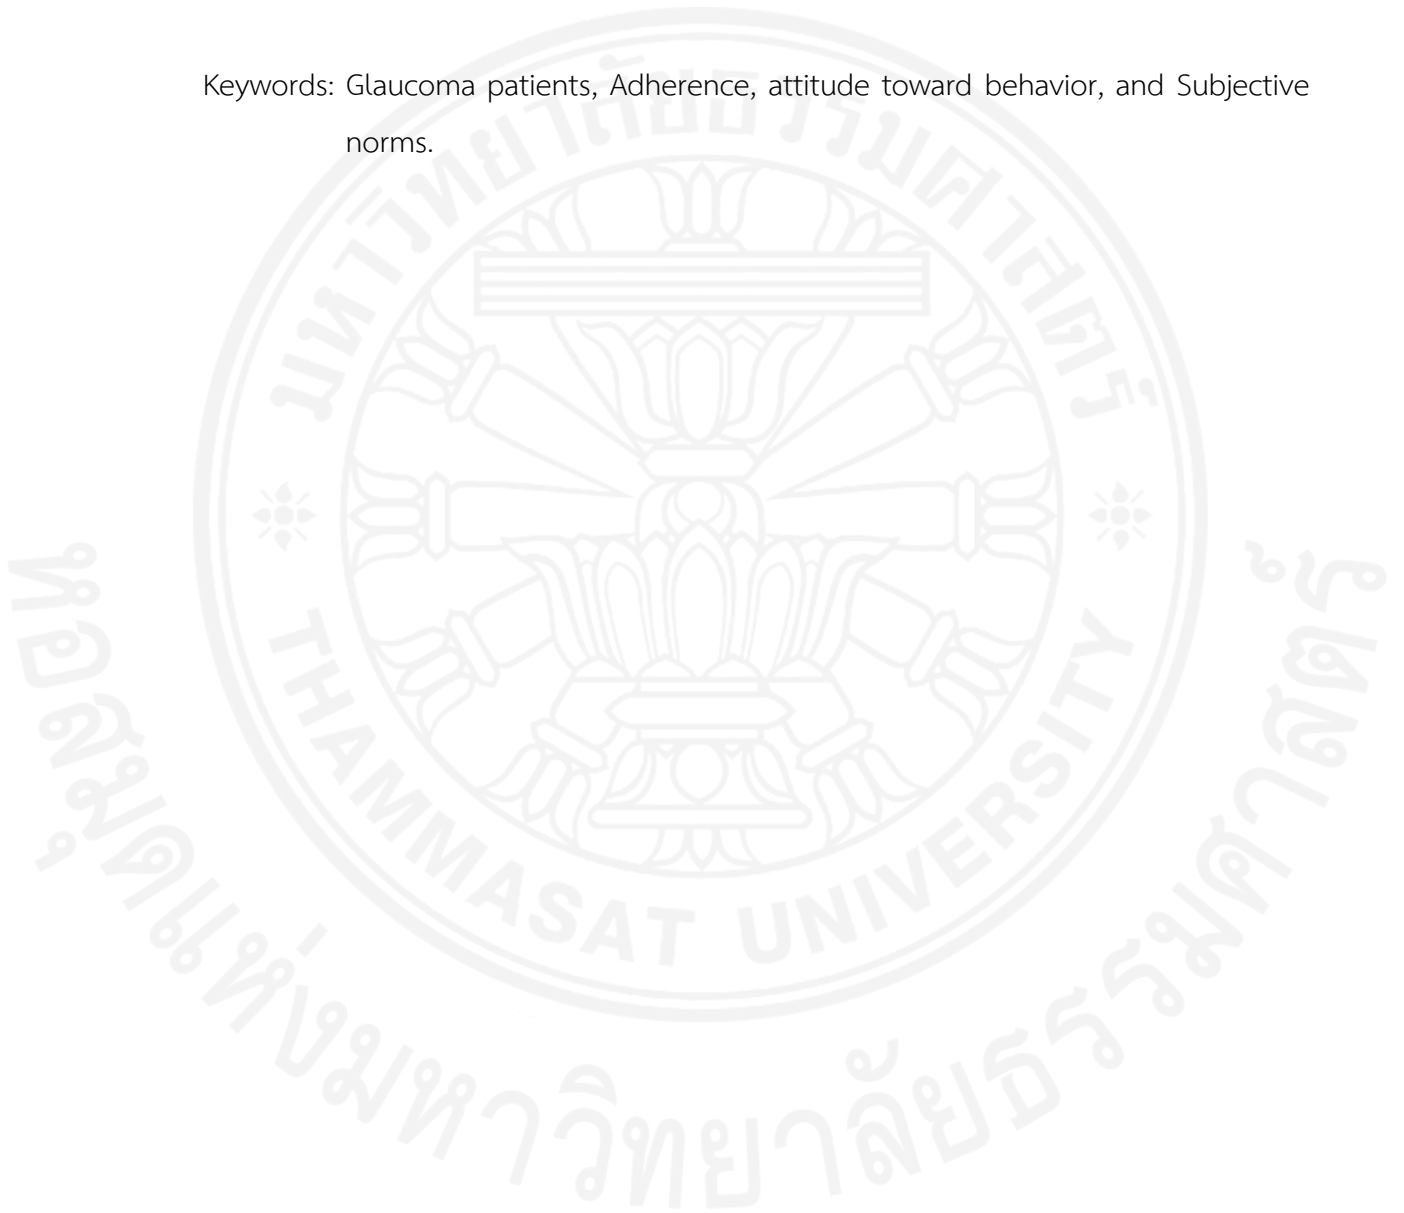 Keywords: Glaucoma patients, Adherence, attitude toward behavior, and Subjective
norms.
มหาวิทยาลัยธรรมศาสตร์
THAMMASAT UNIVERSITY
หอสมุดแห่งมหาวิทยาลัยธรรมศาสตร์